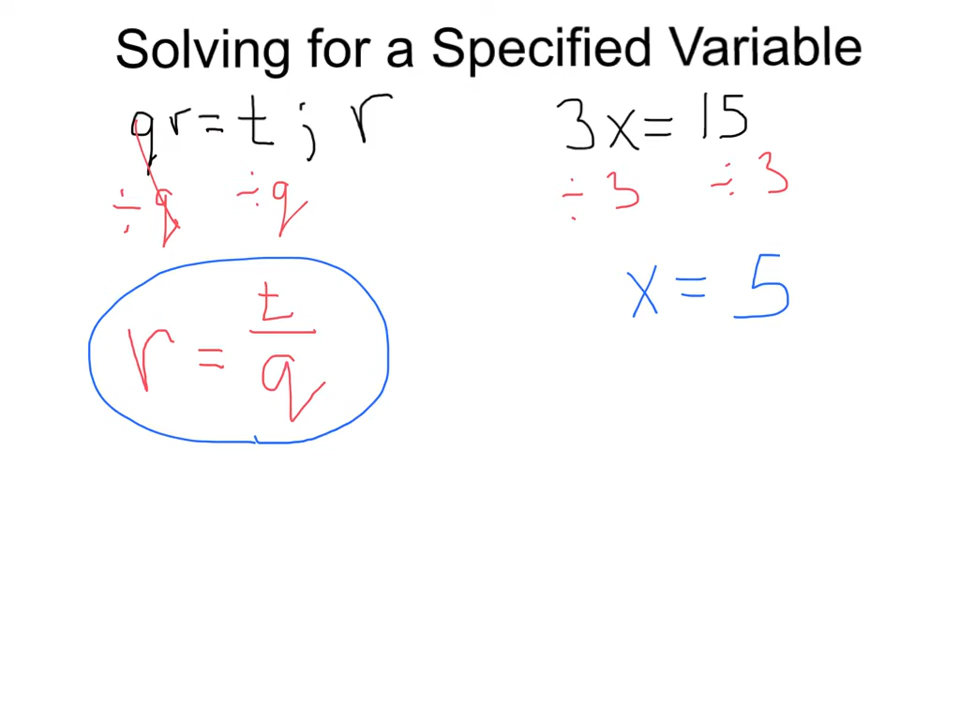 Solving for a Specified Variable
qr = t ; r
÷q ÷q
r = t/q
3x = 15
÷3 ÷3
x = 5